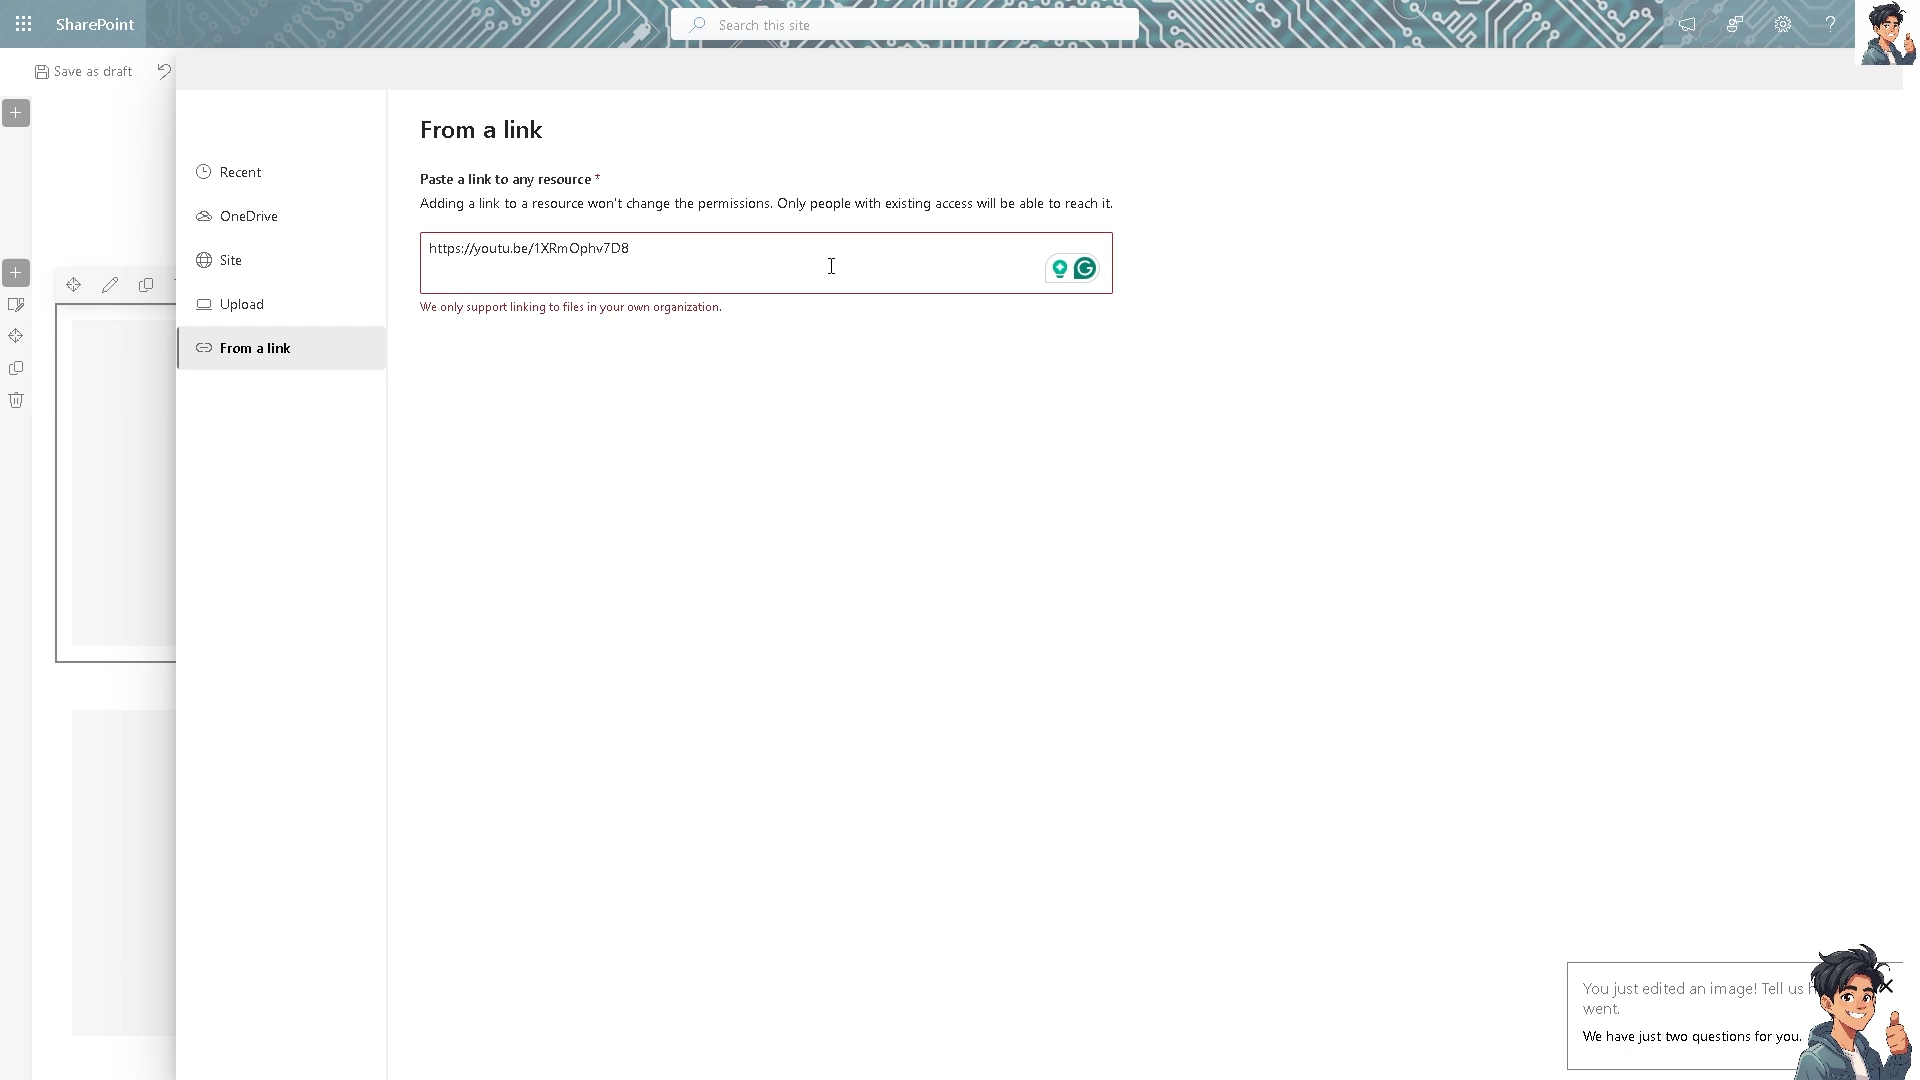 SharePoint
Search this site
Save as draft
From a link
Recent
Paste a link to any resource *
Adding a link to a resource won't change the permissions. Only people with existing access will be able to reach it.
OneDrive
https://youtu.be/1XRmOphv7D8
Site
Upload
We only support linking to files in your own organization.
From a link
You just edited an image! Tell us
went.
We have just two questions for you.